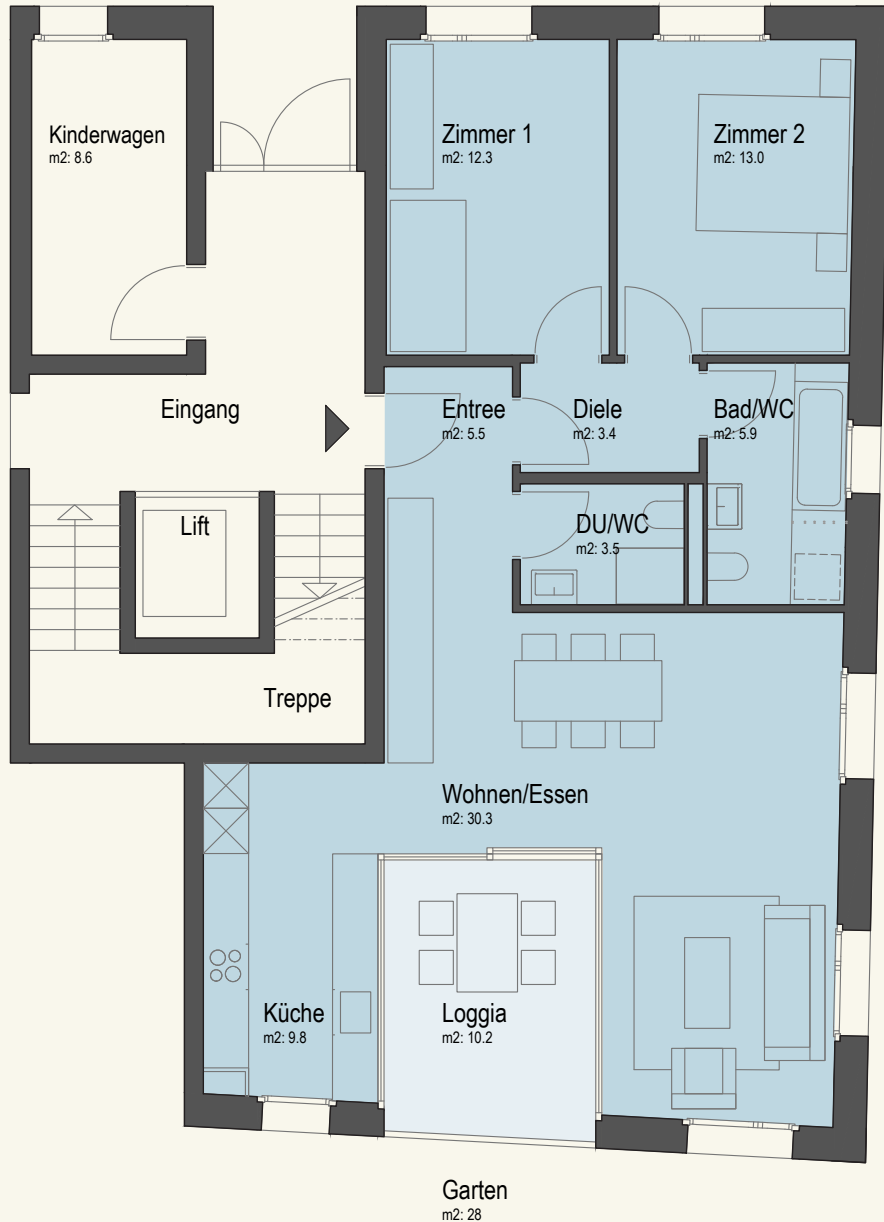 Kinderwagen
m2: 8.6
Zimmer 1
m2: 12.3
Zimmer 2
m2: 13.0
Eingang
Entree
m2: 5.5
Diele
m2: 3.4
Bad/WC
m2: 5.9
Lift
DU/WC
m2: 3.5
Treppe
Wohnen/Essen
m2: 30.3
Küche
m2: 9.8
Loggia
m2: 10.2
Garten
m2: 28